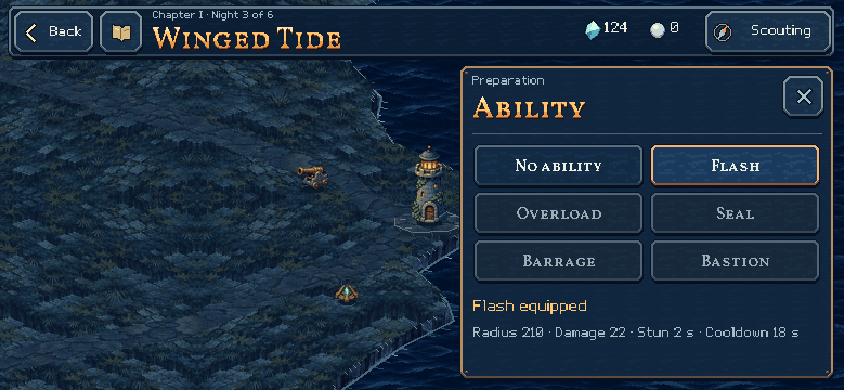 Back
Chapter I · Night 3 of 6
Winged Tide
124
0
Scouting
Preparation
Ability
No ability
Flash
Overload
Seal
Barrage
Bastion
Flash equipped
Radius 210 · Damage 22 · Stun 2 s · Cooldown 18 s